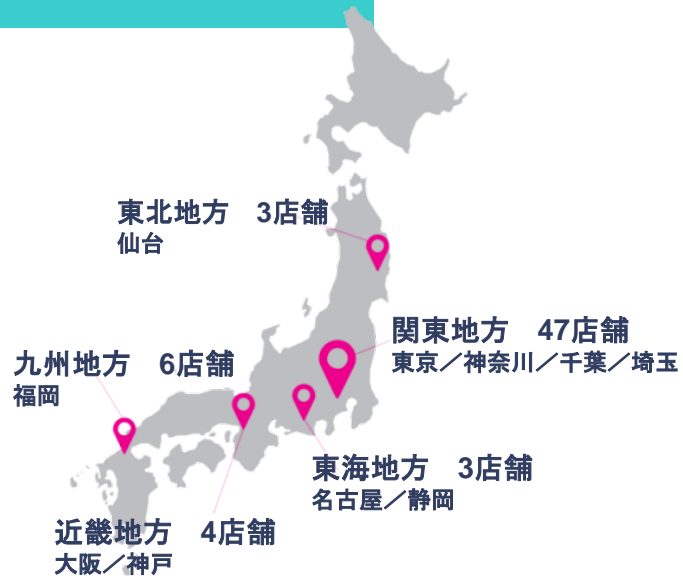 東北地方　3店舗
仙台
関東地方　47店舗
東京／神奈川／千葉／埼玉
九州地方　6店舗
福岡
東海地方　3店舗
名古屋／静岡
近畿地方　4店舗
大阪／神戸